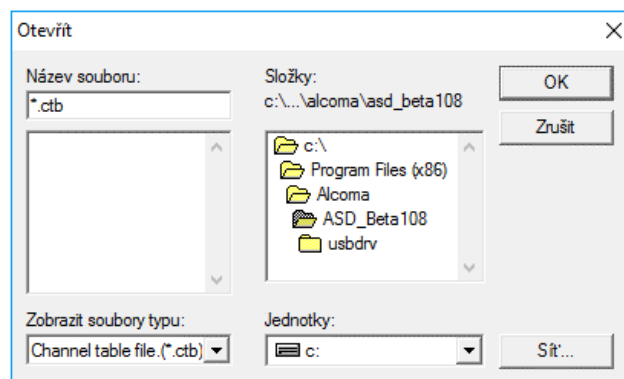 Otevřít
Název souboru:
*.ctb
Složky:
c:\...\alcoma\asd_beta108
OK
Zrušit
c:\
Program Files (x86)
Alcoma
ASD_Beta108
usbdrv
Zobrazit soubory typu:
Channel table file.(*.ctb)
Jednotky:
c:
Síť...